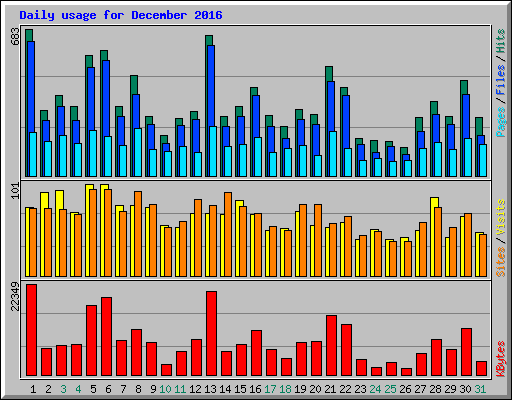 Daily usage for December 2016
683
Pages / Files / Hits
101
Sites / Visits
22349
KBytes
1 2 3 4 5 6 7 8 9 10 11 12 13 14 15 16 17 18 19 20 21 22 23 24 25 26 27 28 29 30 31